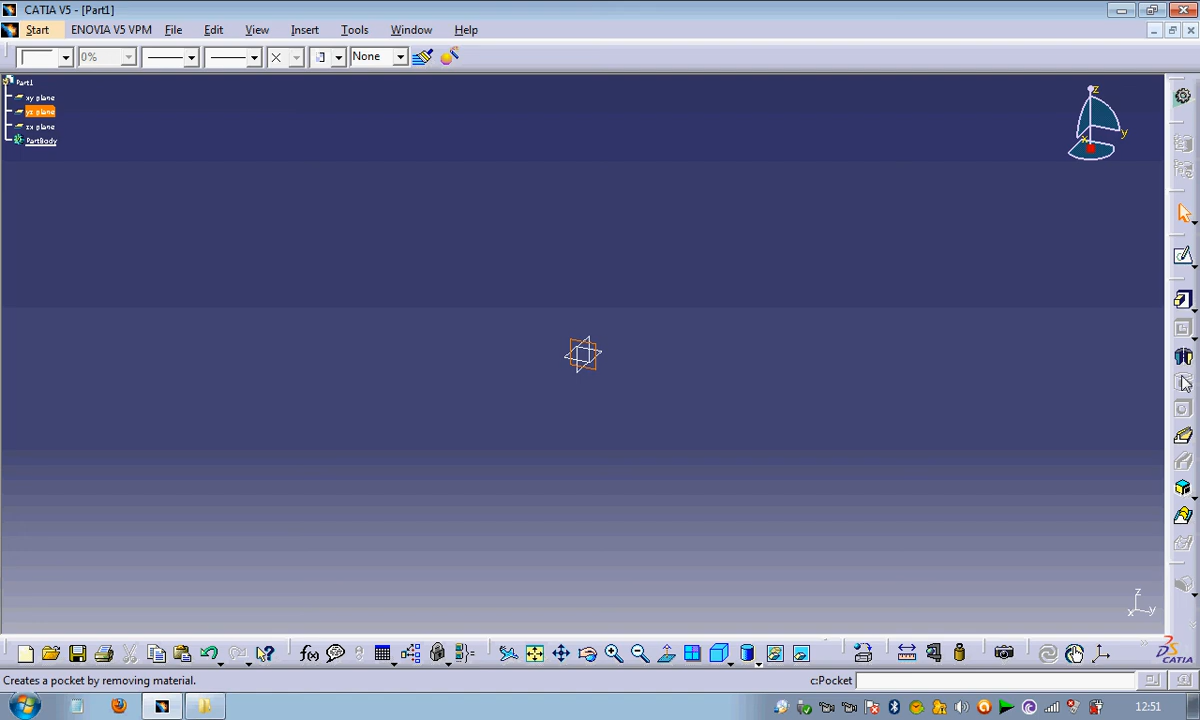 CATIA V5 - [Part1]
Start ENOVIA V5 VPM File Edit View Insert Tools Window Help
0% None
Part1
xy plane
yz plane
zx plane
PartBody
z
y
x
z
x y
f(x)
CATIA
Creates a pocket by removing material.
c:Pocket
12:51